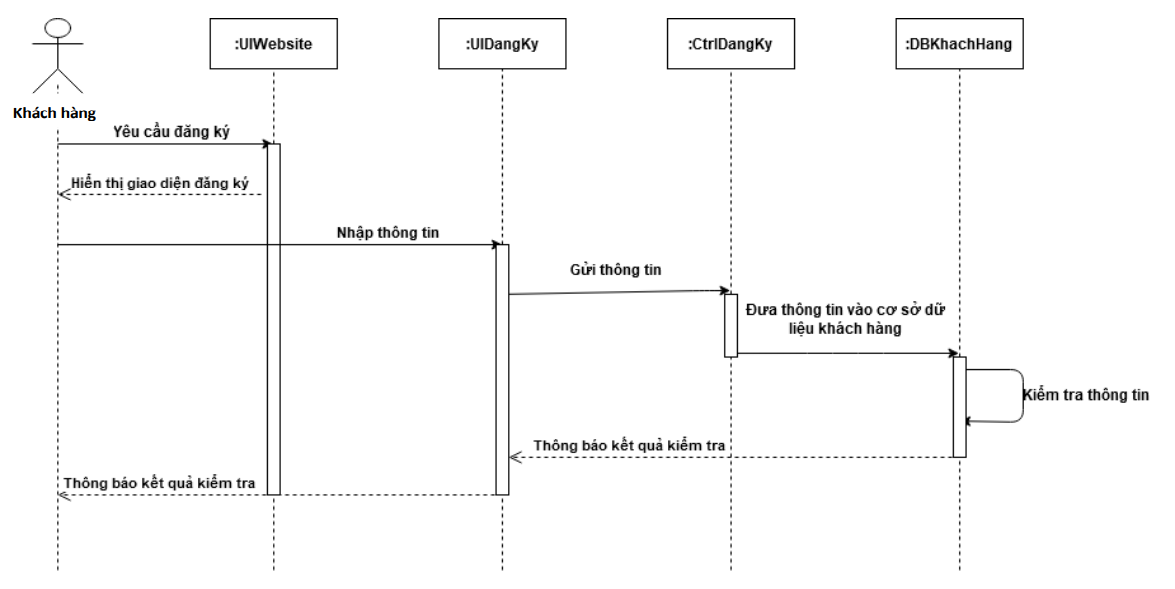 :UIWebsite
:UIDangKy
:CtrlDangKy
:DBKhachHang
Khách hàng
Yêu cầu đăng ký
Hiển thị giao diện đăng ký
Nhập thông tin
Gửi thông tin
Đưa thông tin vào cơ sở dữ
liệu khách hàng
Kiểm tra thông tin
Thông báo kết quả kiểm tra
Thông báo kết quả kiểm tra